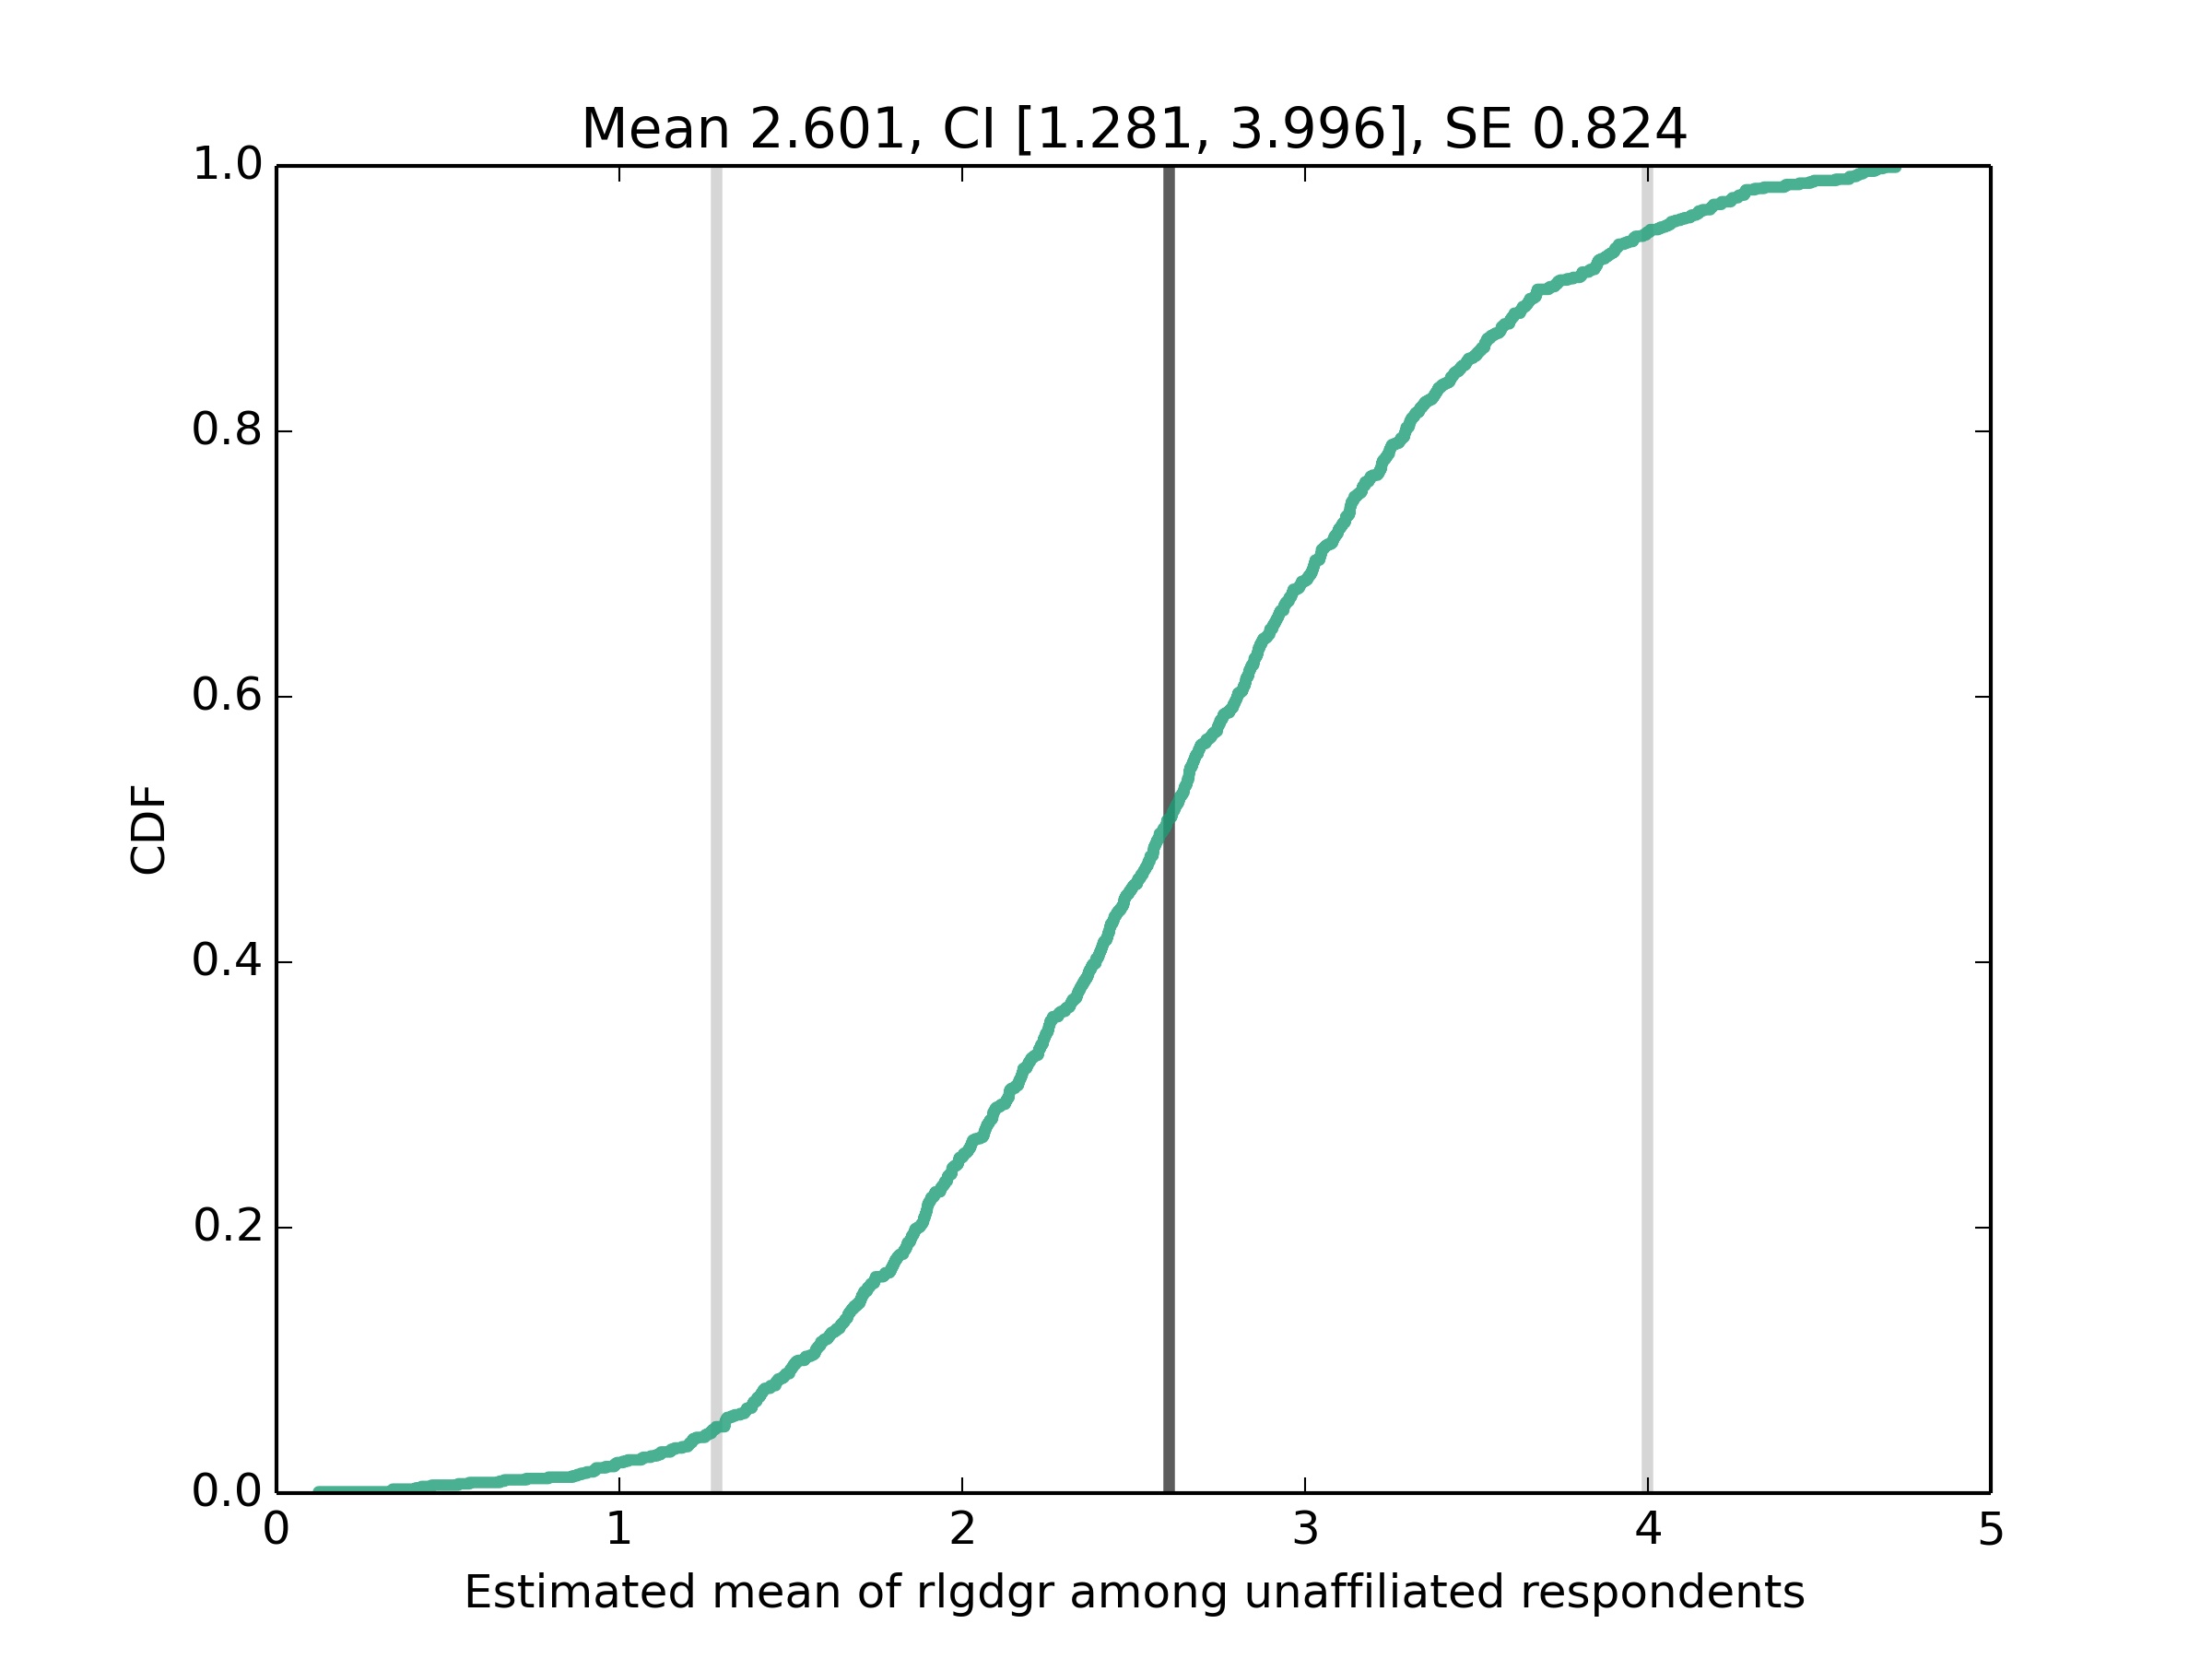 Mean 2.601, CI [1.281, 3.996], SE 0.824
1.0
0.8
0.6
0.4
0.2
0.0
CDF
0 1 2 3 4 5
Estimated mean of rlgdgr among unaffiliated respondents